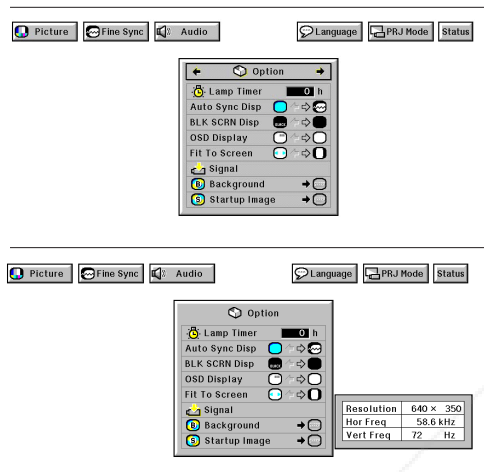 Picture Fine Sync Audio Language PRJ Mode Status
Option
Lamp Timer 0 h
Auto Sync Disp
BLK SCRN Disp
OSD Display
Fit To Screen
Signal
Background
Startup Image
Picture Fine Sync Audio Language PRJ Mode Status
Option
Lamp Timer 0 h
Auto Sync Disp
BLK SCRN Disp
OSD Display
Fit To Screen
Signal
Background
Startup Image
Resolution 640 × 350
Hor Freq 58.6 kHz
Vert Freq 72 Hz